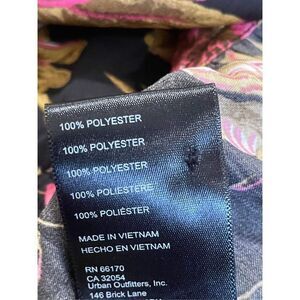 100% POLYESTER
100% POLYESTER
100% POLYESTER
100% POLIESTERE
100% POLIÉSTER
MADE IN VIETNAM
HECHO EN VIETNAM
RN 66170
CA 32054
Urban Outfitters, Inc.
146 Brick Lane